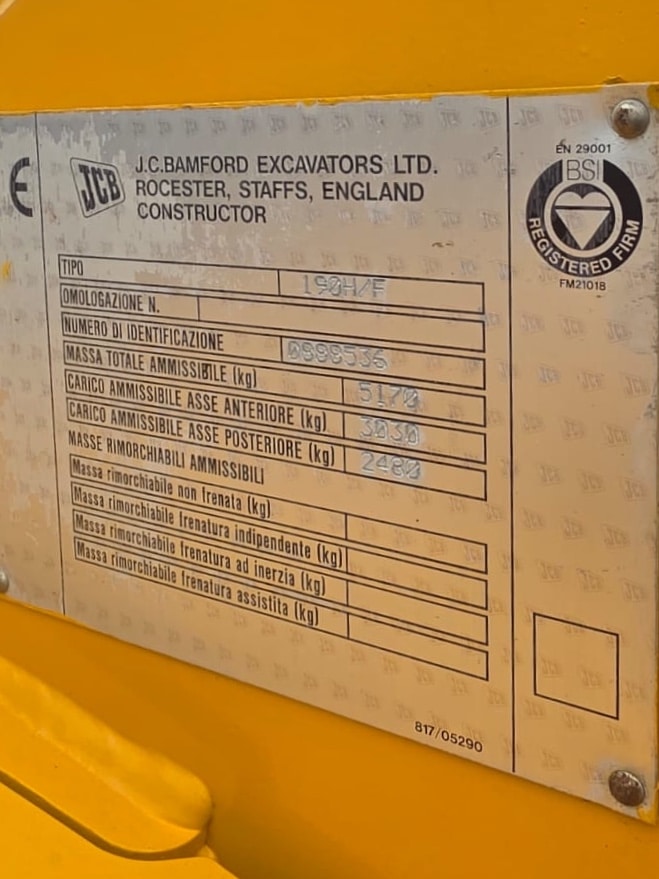 CE
JCB
J.C.BAMFORD EXCAVATORS LTD.
ROCESTER, STAFFS, ENGLAND
CONSTRUCTOR
EN 29001
BSI
REGISTERED FIRM
FM21018
TIPO 190H/F
OMOLOGAZIONE N.
NUMERO DI IDENTIFICAZIONE 0888536
MASSA TOTALE AMMISSIBILE (kg) 5170
CARICO AMMISSIBILE ASSE ANTERIORE (kg) 3030
CARICO AMMISSIBILE ASSE POSTERIORE (kg) 2480
MASSE RIMORCHIABILI AMMISSIBILI
Massa rimorchiabile non frenata (kg)
Massa rimorchiabile frenatura indipendente (kg)
Massa rimorchiabile frenatura ad inerzia (kg)
Massa rimorchiabile frenatura assistita (kg)
817/05290